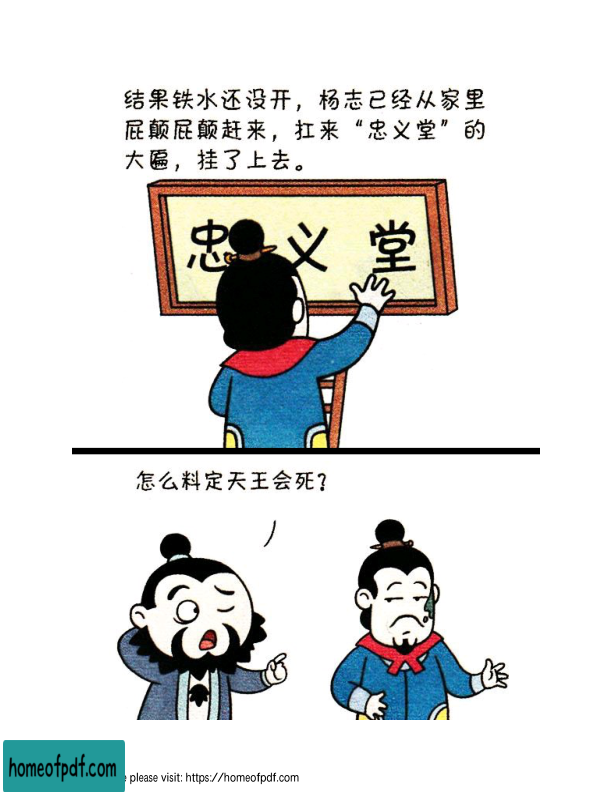 结果铁水还没开，杨志已经从家里
屁颠屁颠赶来，扛来“忠义堂”的
大匾，挂了上去。
忠义堂
怎么料定天王会死？
homeofpdf.com
please visit: https://homeofpdf.com